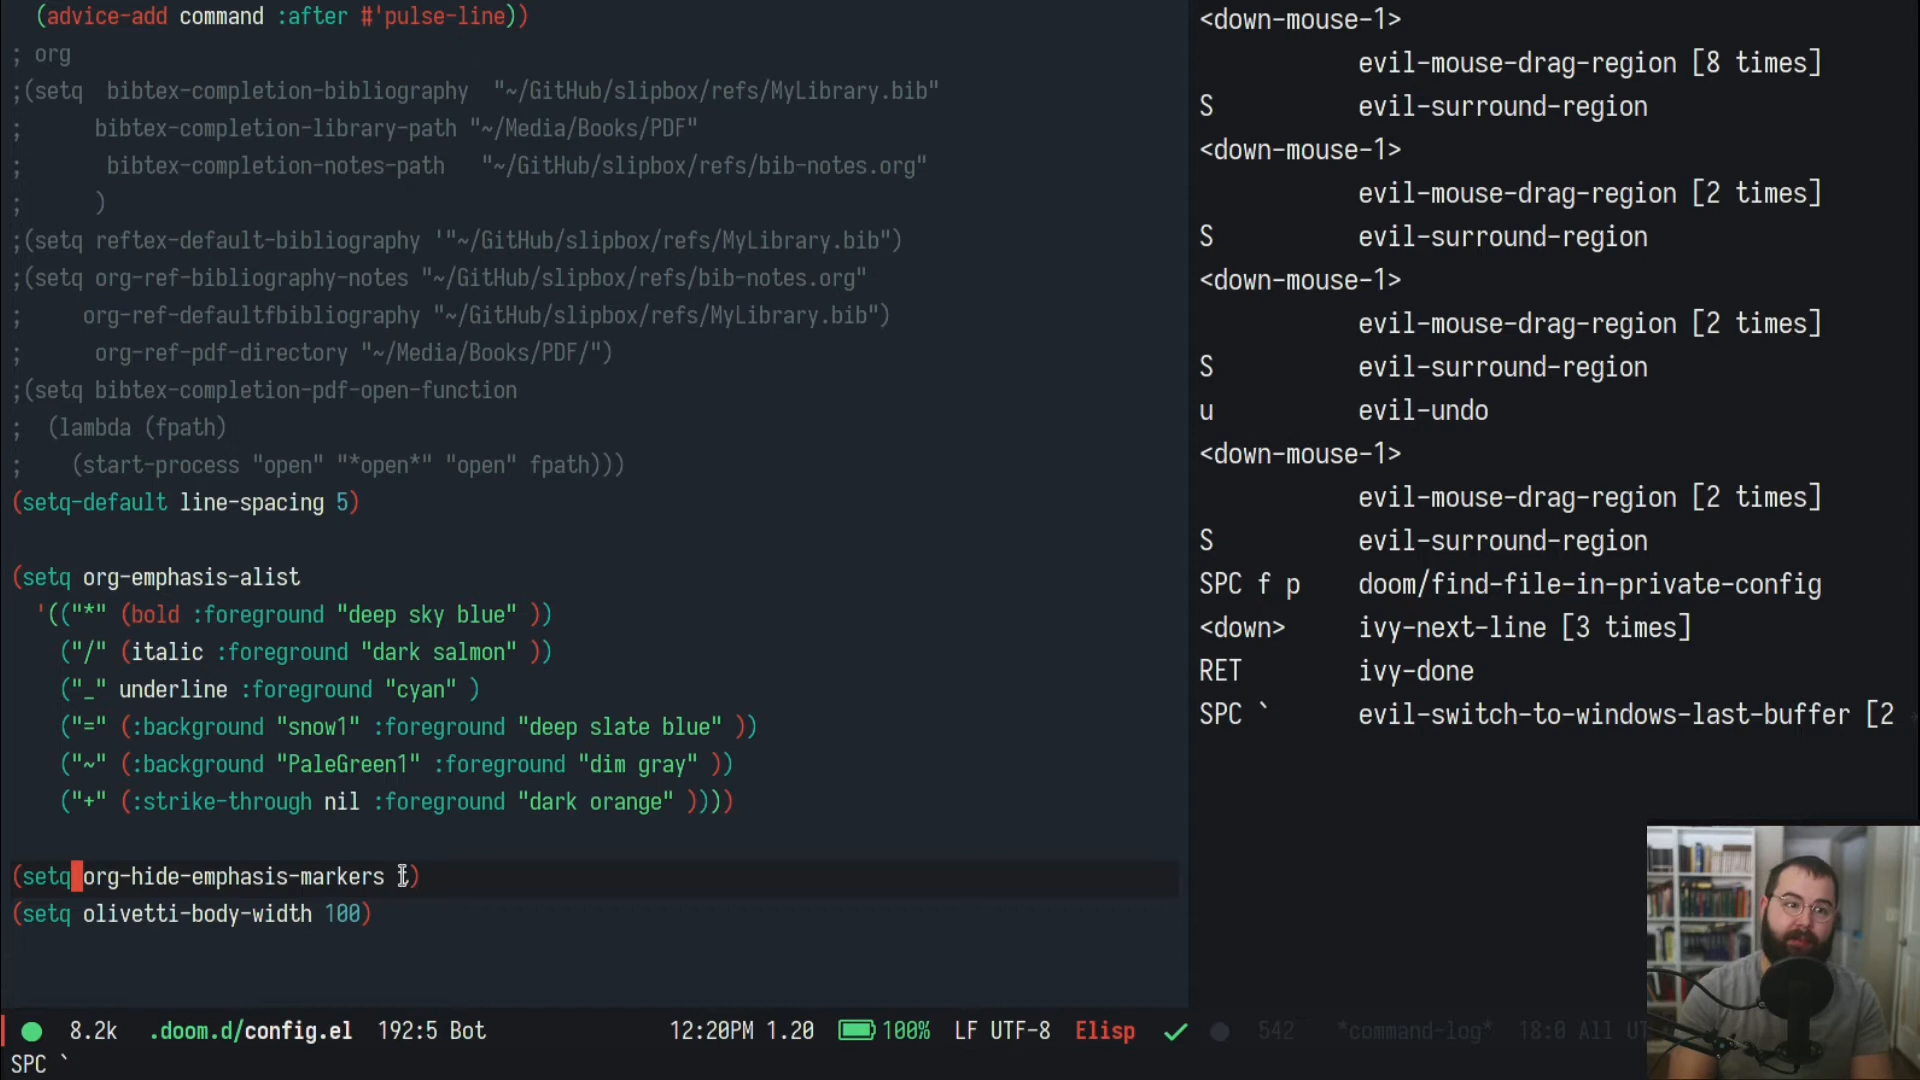 (advice-add command :after #'pulse-line))
; org
;(setq  bibtex-completion-bibliography  "~/GitHub/slipbox/refs/MyLibrary.bib"
;      bibtex-completion-library-path "~/Media/Books/PDF"
;       bibtex-completion-notes-path   "~/GitHub/slipbox/refs/bib-notes.org"
;      )
;(setq reftex-default-bibliography '"~/GitHub/slipbox/refs/MyLibrary.bib")
;(setq org-ref-bibliography-notes "~/GitHub/slipbox/refs/bib-notes.org"
;     org-ref-defaultfbibliography "~/GitHub/slipbox/refs/MyLibrary.bib")
;      org-ref-pdf-directory "~/Media/Books/PDF/")
;(setq bibtex-completion-pdf-open-function
;  (lambda (fpath)
;    (start-process "open" "*open*" "open" fpath)))
(setq-default line-spacing 5)
(setq org-emphasis-alist
'(("*" (bold :foreground "deep sky blue" ))
("/" (italic :foreground "dark salmon" ))
("_" underline :foreground "cyan" )
("=" (:background "snow1" :foreground "deep slate blue" ))
("~" (:background "PaleGreen1" :foreground "dim gray" ))
("+" (:strike-through nil :foreground "dark orange" ))))
(setq org-hide-emphasis-markers )
(setq olivetti-body-width 100)
8.2k .doom.d/config.el 192:5 Bot 12:20PM 1.20 100% LF UTF-8 Elisp
SPC `
<down-mouse-1>
evil-mouse-drag-region [8 times]
S evil-surround-region
<down-mouse-1>
evil-mouse-drag-region [2 times]
S evil-surround-region
<down-mouse-1>
evil-mouse-drag-region [2 times]
S evil-surround-region
u evil-undo
<down-mouse-1>
evil-mouse-drag-region [2 times]
S evil-surround-region
SPC f p doom/find-file-in-private-config
<down> ivy-next-line [3 times]
RET ivy-done
SPC ` evil-switch-to-windows-last-buffer [2
542 *command-log* 18:0 All UT